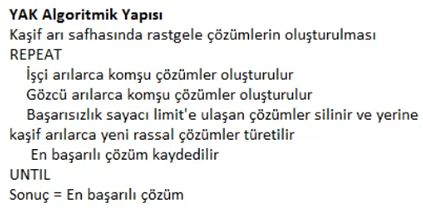 YAK Algoritmik Yapısı
Kaşif arı safhasında rastgele çözümlerin oluşturulması
REPEAT
İşçi arılarca komşu çözümler oluşturulur
Gözcü arılarca komşu çözümler oluşturulur
Başarısızlık sayacı limit'e ulaşan çözümler silinir ve yerine
kaşif arılarca yeni rassal çözümler türetilir
En başarılı çözüm kaydedilir
UNTIL
Sonuç = En başarılı çözüm